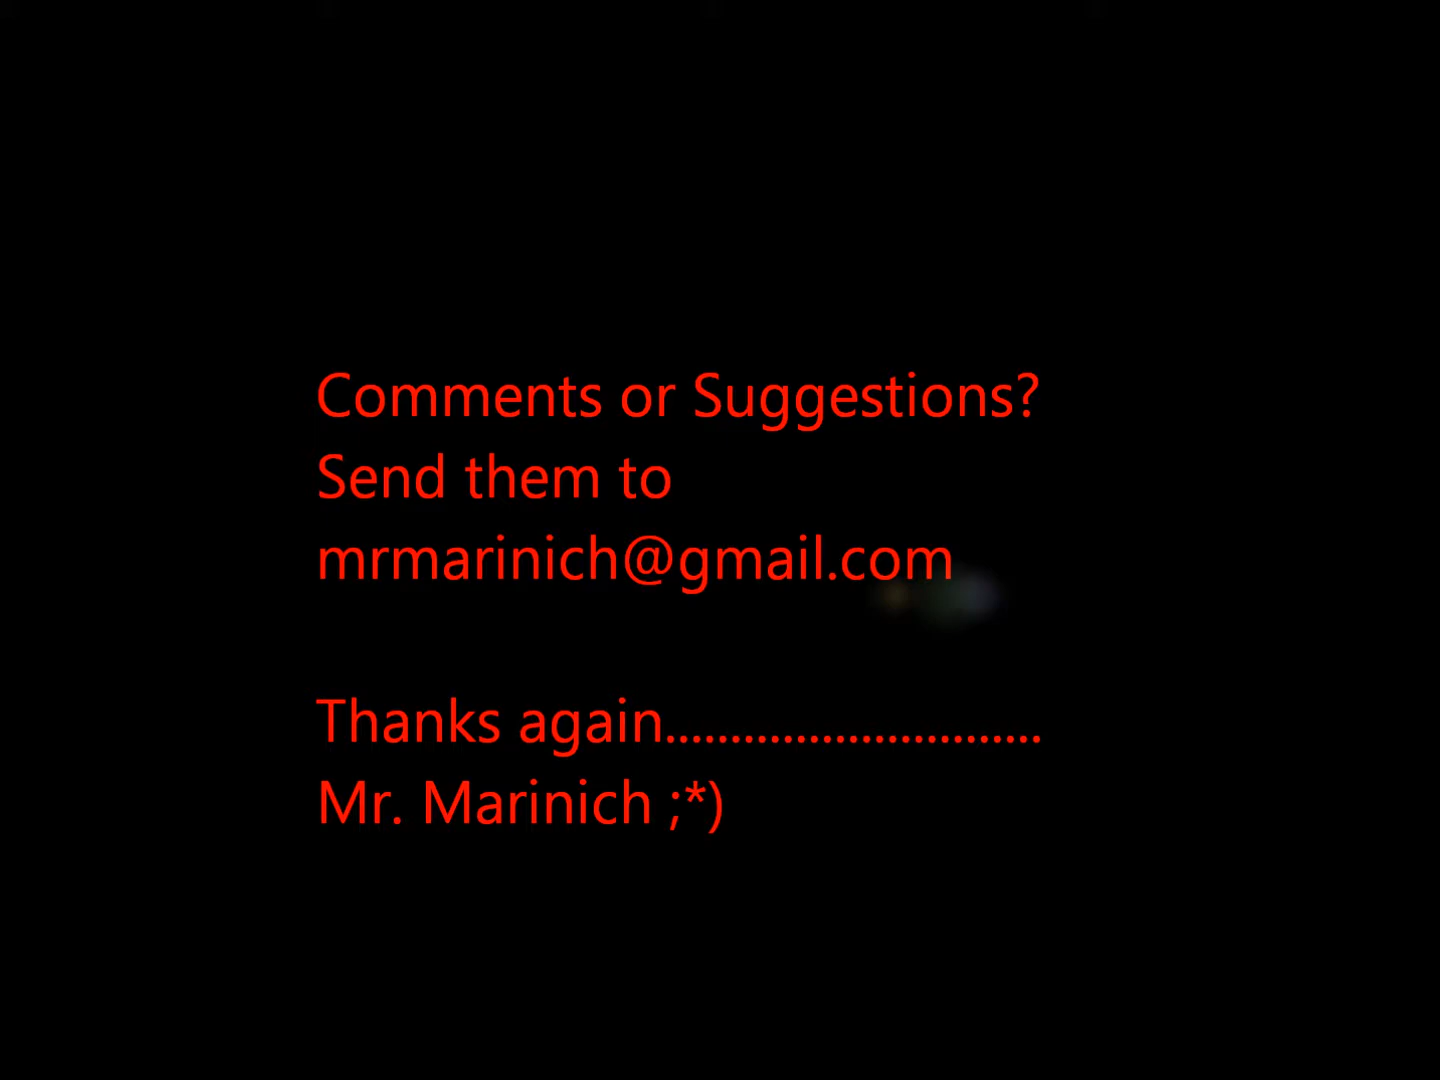 Comments or Suggestions?
Send them to
mrmarinich@gmail.com
Thanks again.............................
Mr. Marinich ;*)